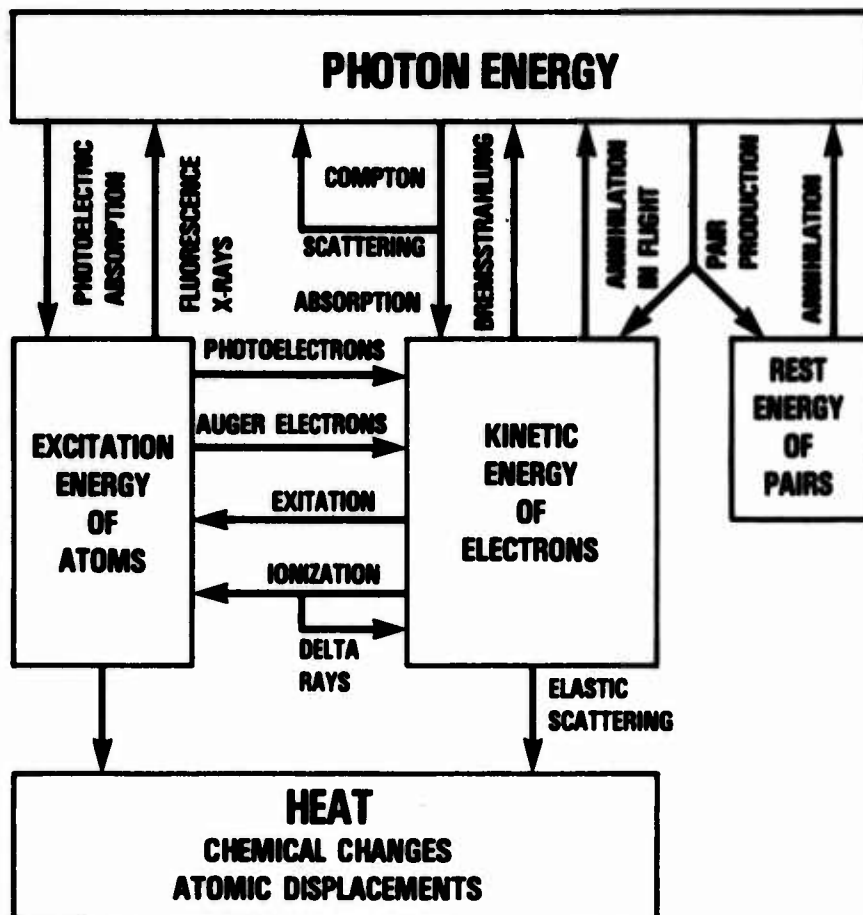 PHOTON ENERGY
PHOTOELECTRIC
ABSORPTION
FLUORESCENCE
X-RAYS
COMPTON
SCATTERING
ABSORPTION
BREMSSTRAHLUNG
ANNIHILATION
IN FLIGHT
PAIR
PRODUCTION
ANNIHILATION
EXCITATION
ENERGY
OF
ATOMS
PHOTOELECTRONS
AUGER ELECTRONS
EXITATION
IONIZATION
DELTA
RAYS
KINETIC
ENERGY
OF
ELECTRONS
REST
ENERGY
OF
PAIRS
ELASTIC
SCATTERING
HEAT
CHEMICAL CHANGES
ATOMIC DISPLACEMENTS